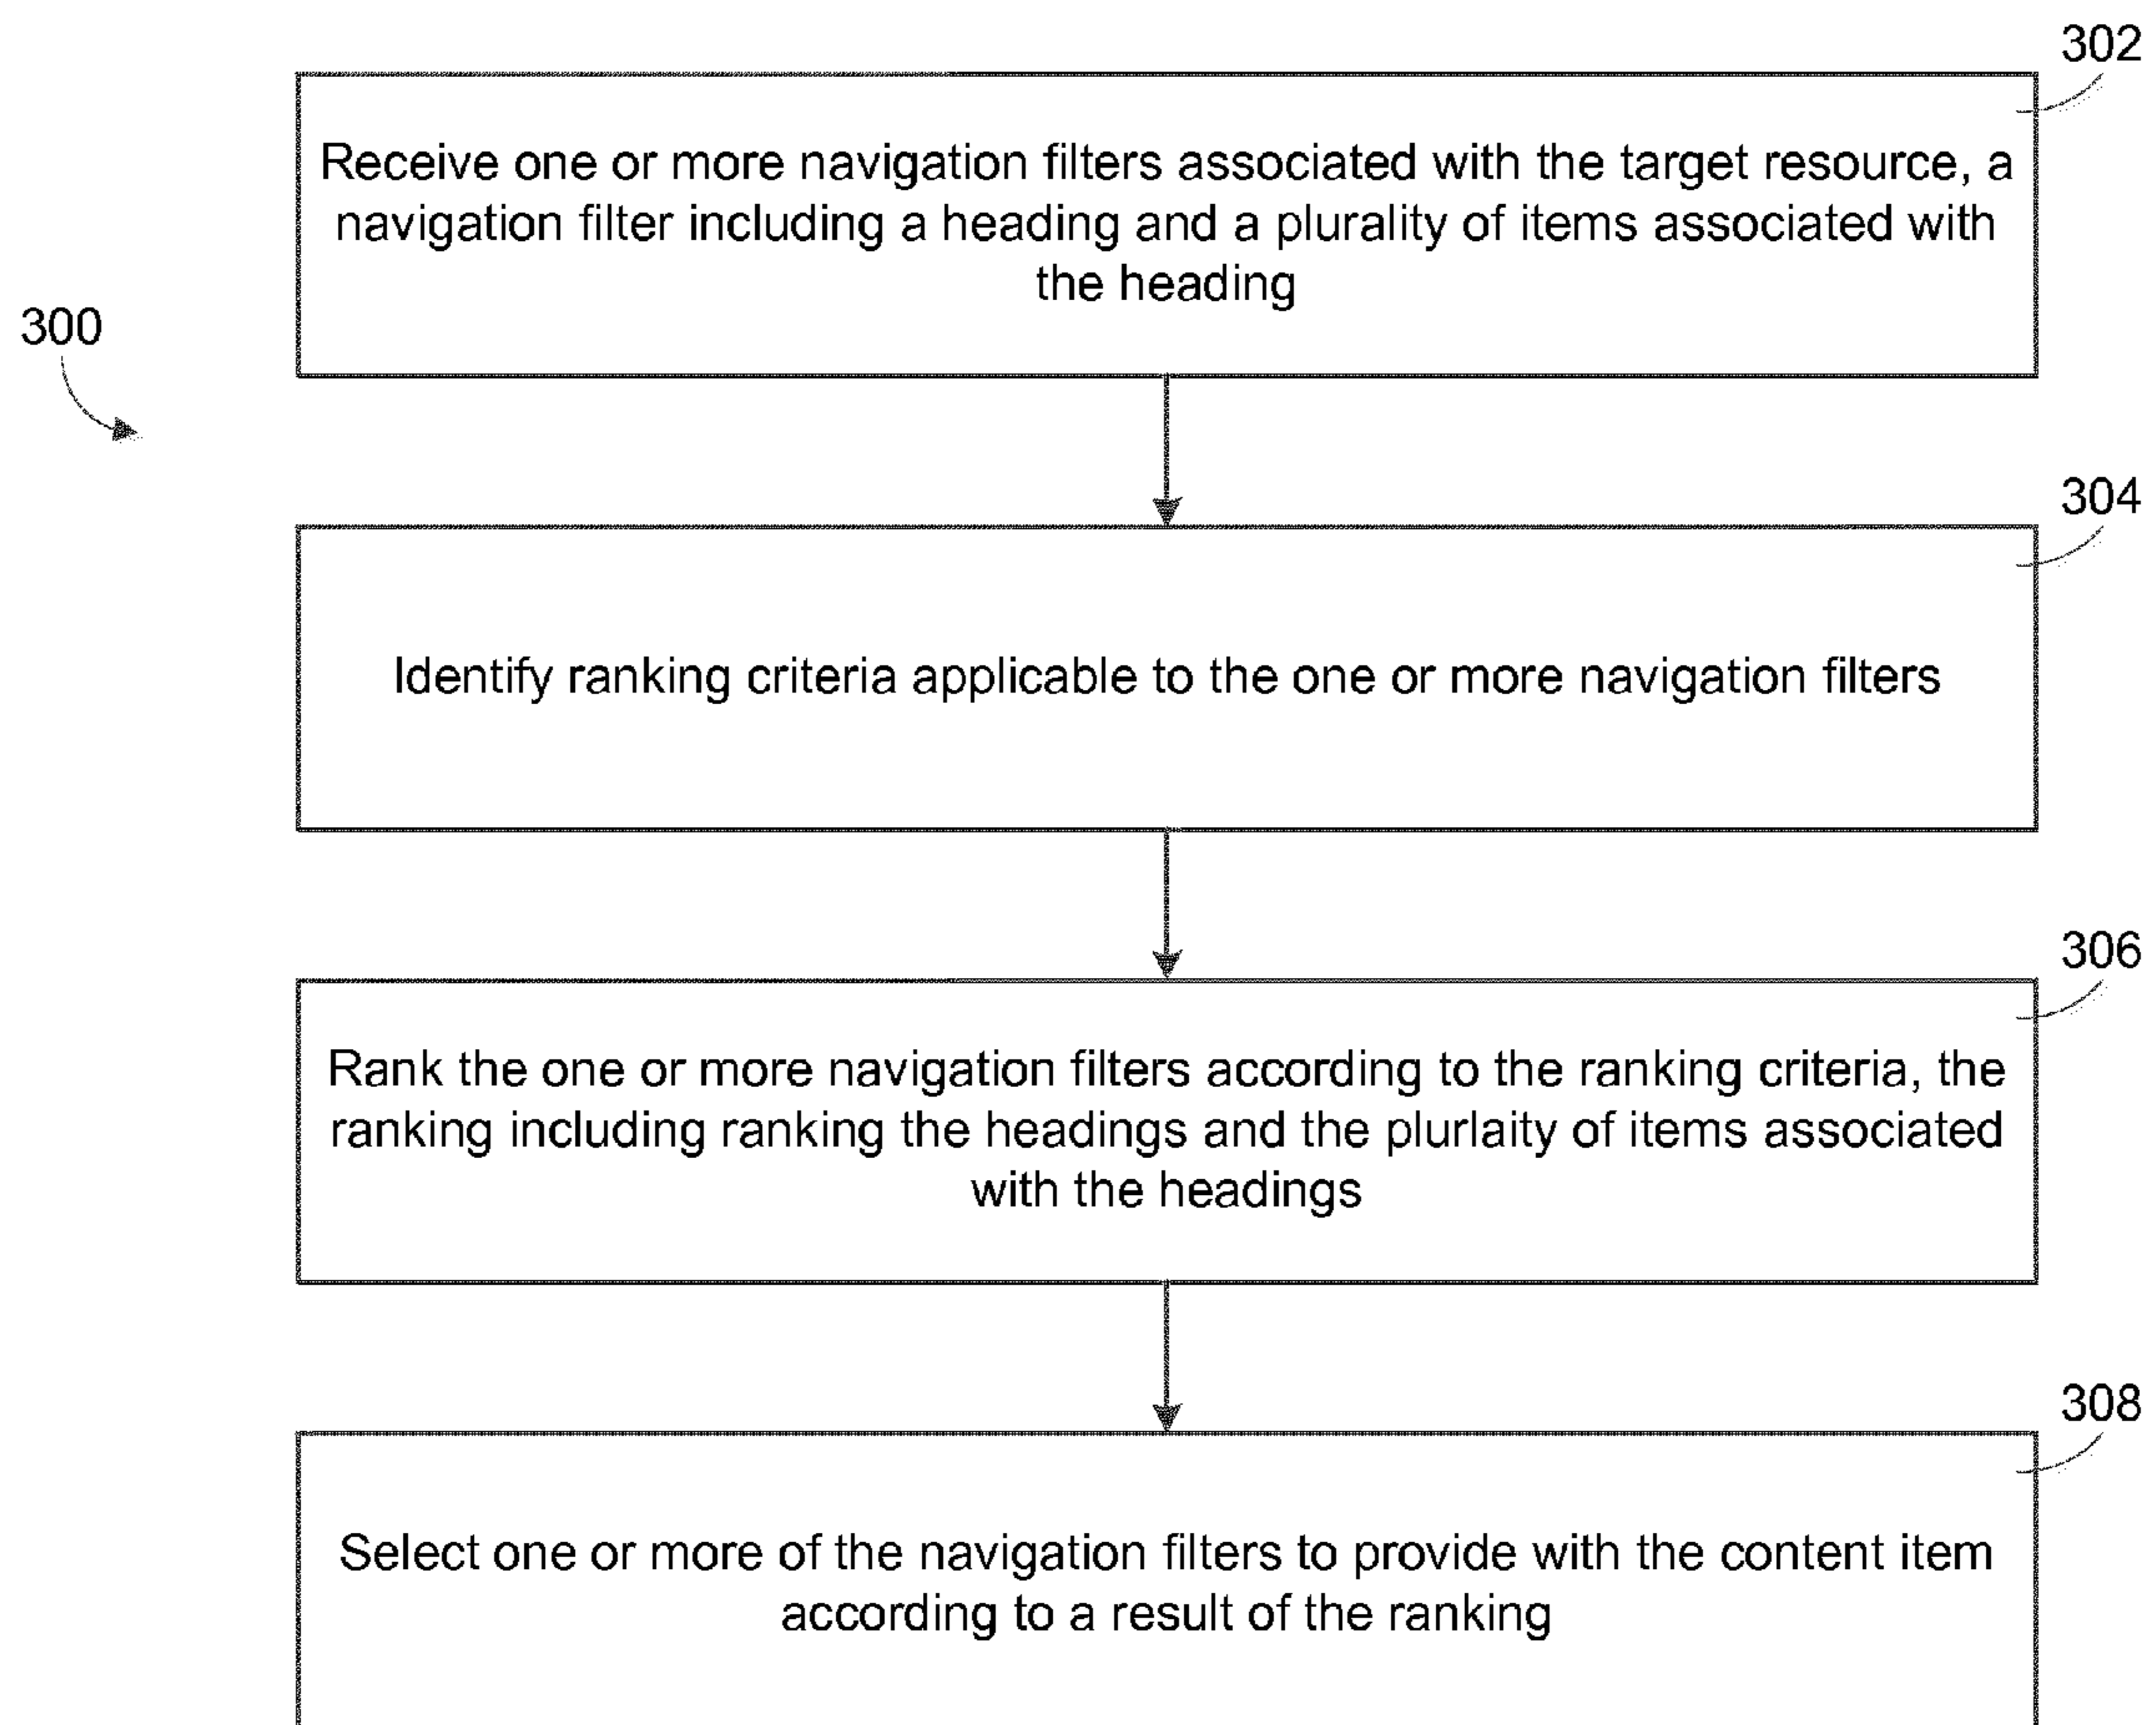 302
Receive one or more navigation filters associated with the target resource, a
navigation filter including a heading and a plurality of items associated with
the heading
300
304
Identify ranking criteria applicable to the one or more navigation filters
306
Rank the one or more navigation filters according to the ranking criteria, the
ranking including ranking the headings and the plurlaity of items associated
with the headings
308
Select one or more of the navigation filters to provide with the content item
according to a result of the ranking